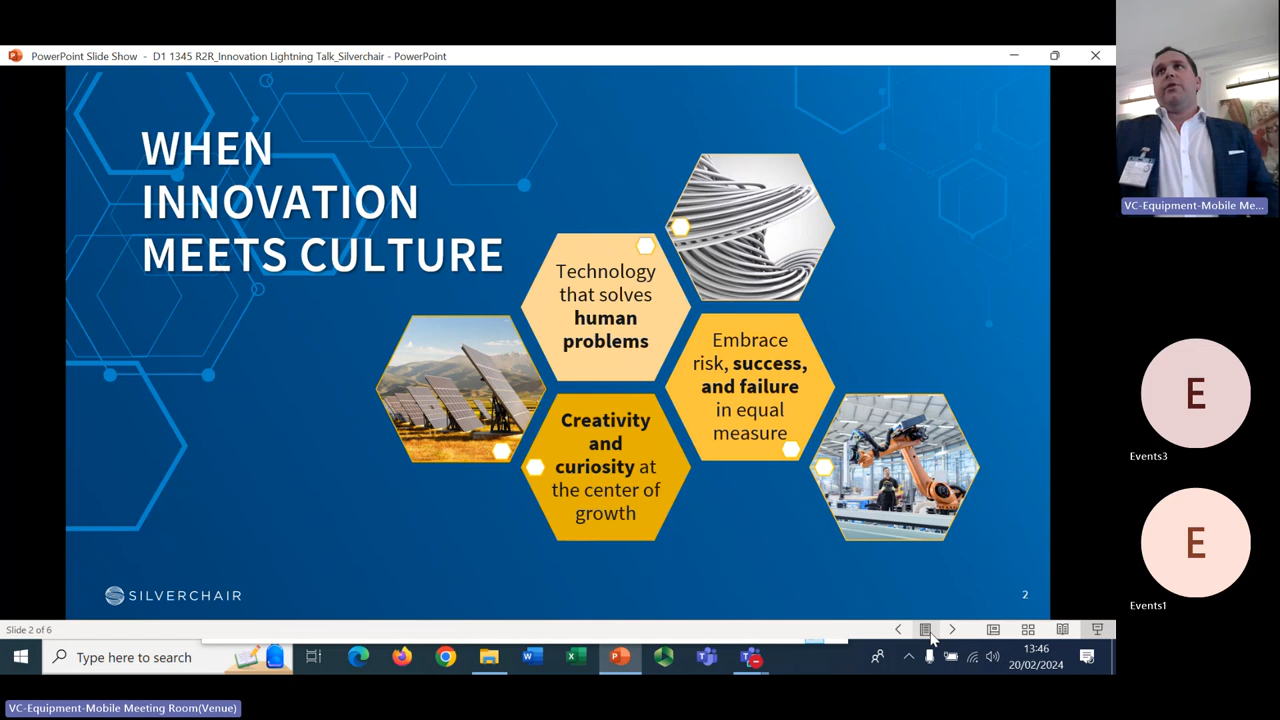 PowerPoint Slide Show - D1 1345 R2R_Innovation Lightning Talk_Silverchair - PowerPoint
WHEN
INNOVATION
MEETS CULTURE
Technology
that solves
human
problems
Embrace
risk, success,
and failure
in equal
measure
Creativity
and
curiosity at
the center of
growth
SILVERCHAIR
2
Slide 2 of 6
Type here to search
13:46
20/02/2024
VC-Equipment-Mobile Me...
E
Events3
E
Events1
VC-Equipment-Mobile Meeting Room(Venue)